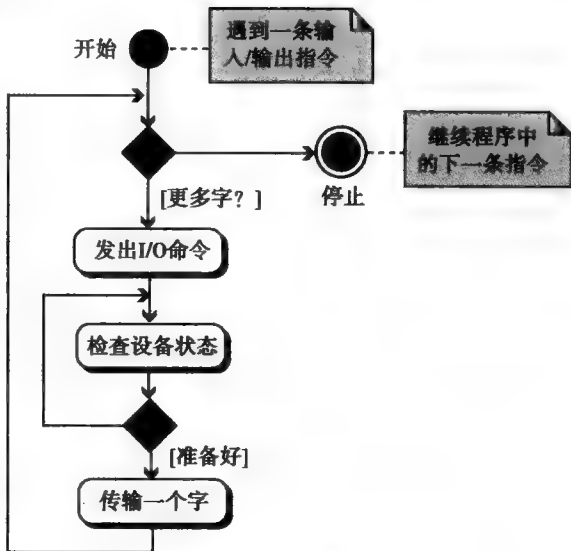 开始
遇到一条输
入/输出指令
继续程序中
的下一条指令
停止
[更多字？]
发出I/O命令
检查设备状态
[准备好]
传输一个字